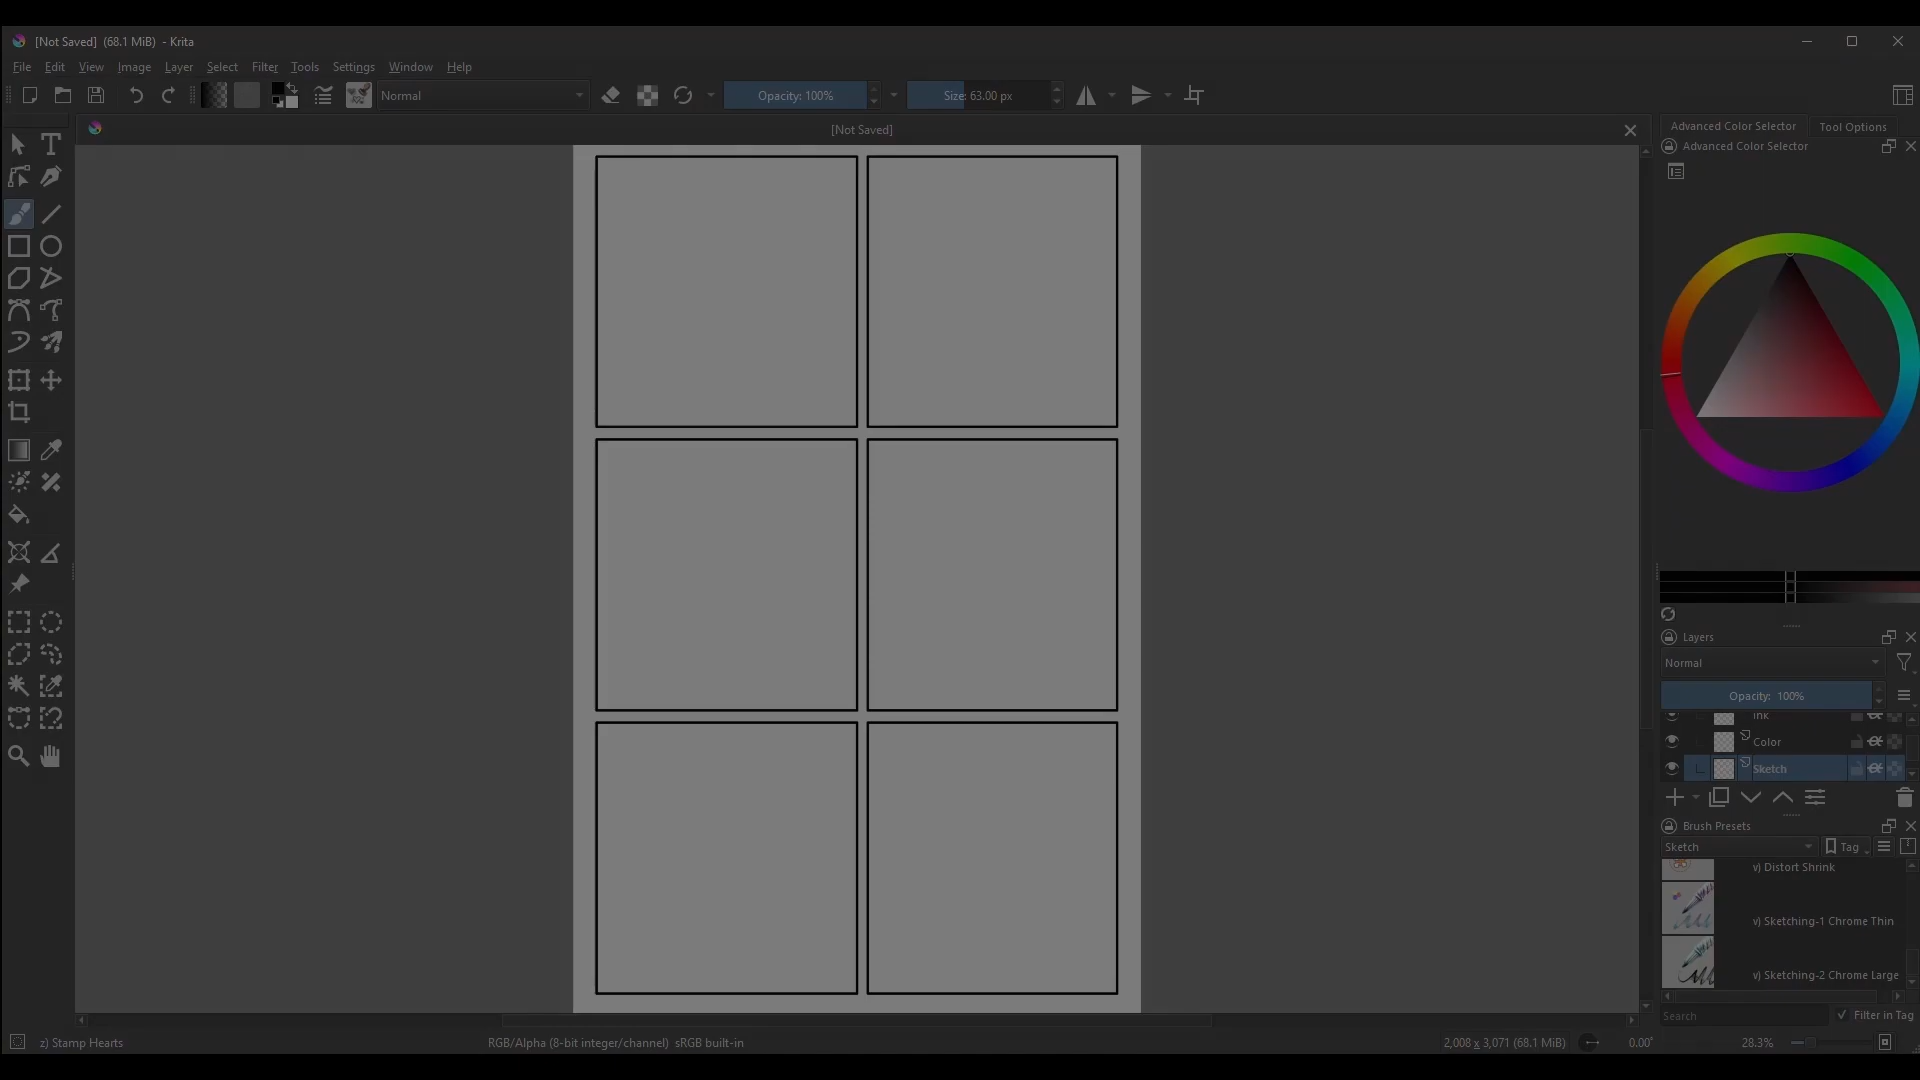 [Not Saved] (68.1 MiB) - Krita
File Edit View Image Layer Select Filter Tools Settings Window Help
Normal
Opacity: 100%
Size: 63.00 px
[Not Saved]
Advanced Color Selector
Tool Options
Advanced Color Selector
Layers
Normal
Opacity: 100%
Ink
Color
Sketch
Brush Presets
Sketch
Tag
v) Distort Shrink
v) Sketching-1 Chrome Thin
v) Sketching-2 Chrome Large
Search
Filter in Tag
z) Stamp Hearts
RGB/Alpha (8-bit integer/channel) sRGB built-in
2,008 x 3,071 (68.1 MiB)
0.00°
28.3%